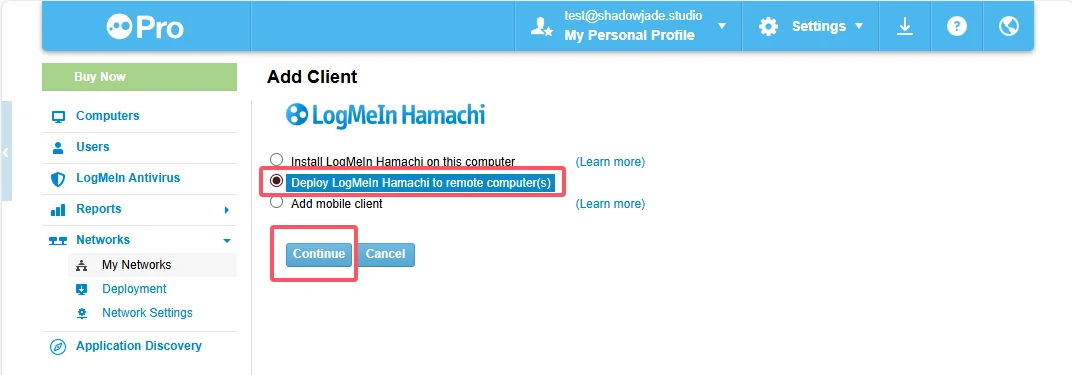 Pro
test@shadowjade.studio
My Personal Profile
Settings
?
Buy Now
Computers
Users
LogMeIn Antivirus
Reports
Networks
My Networks
Deployment
Network Settings
Application Discovery
Add Client
LogMeIn Hamachi
Install LogMeIn Hamachi on this computer (Learn more)
Deploy LogMeIn Hamachi to remote computer(s)
Add mobile client (Learn more)
Continue Cancel